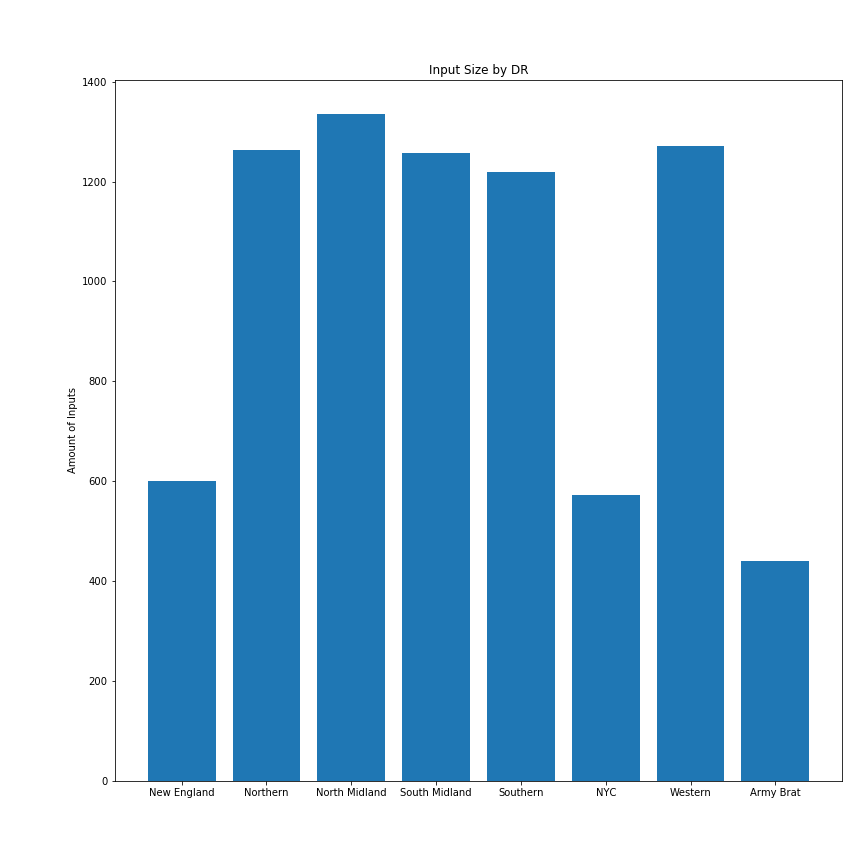 Input Size by DR
1400
1200
1000
800
600
400
200
0
Amount of Inputs
New England Northern North Midland South Midland Southern NYC Western Army Brat